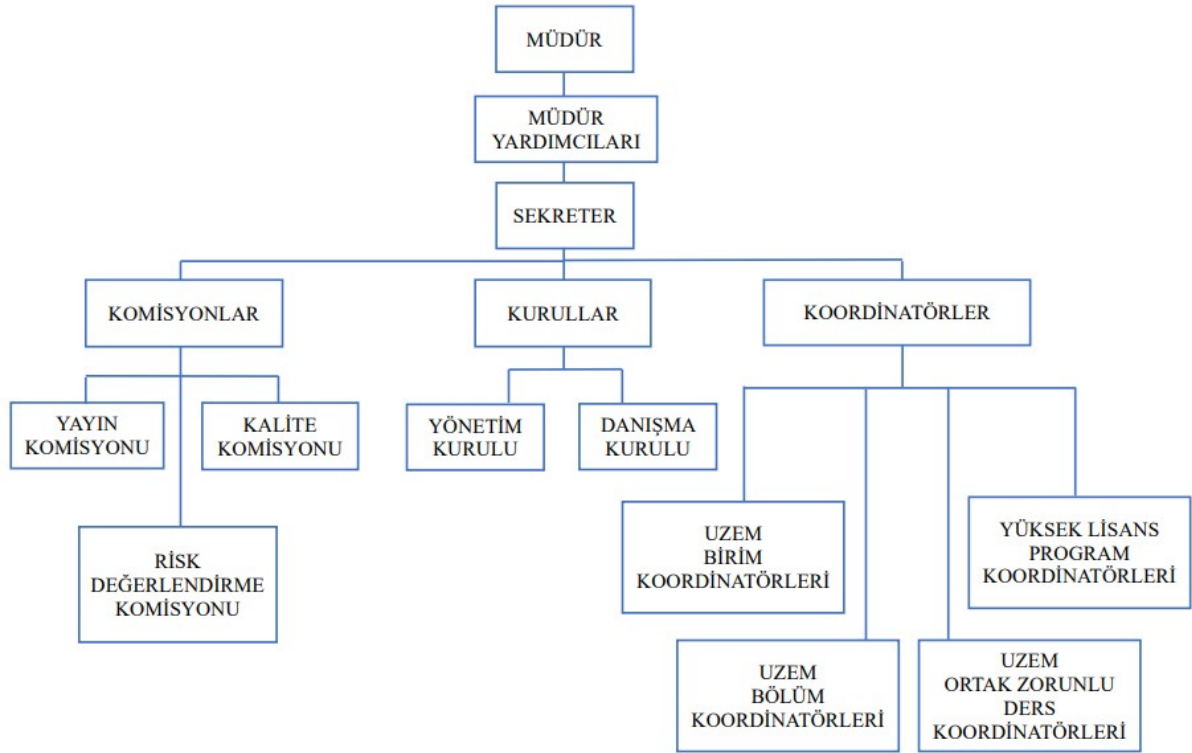 MÜDÜR
MÜDÜR
YARDIMCILARI
SEKRETER
KOMİSYONLAR
KURULLAR
KOORDİNATÖRLER
YAYIN
KOMİSYONU
KALİTE
KOMİSYONU
YÖNETİM
KURULU
DANIŞMA
KURULU
RİSK
DEĞERLENDİRME
KOMİSYONU
UZEM
BİRİM
KOORDİNATÖRLERİ
YÜKSEK LİSANS
PROGRAM
KOORDİNATÖRLERİ
UZEM
BÖLÜM
KOORDİNATÖRLERİ
UZEM
ORTAK ZORUNLU
DERS
KOORDİNATÖRLERİ